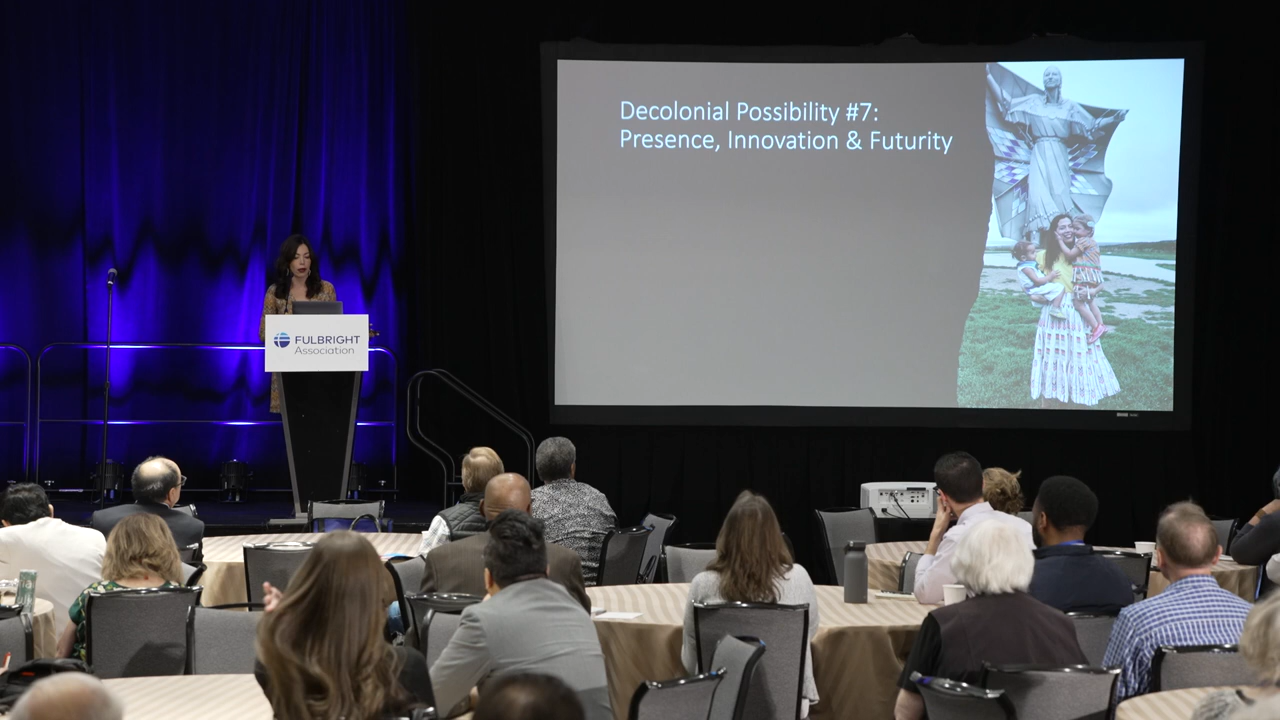 Decolonial Possibility #7:
Presence, Innovation & Futurity
FULBRIGHT
Association